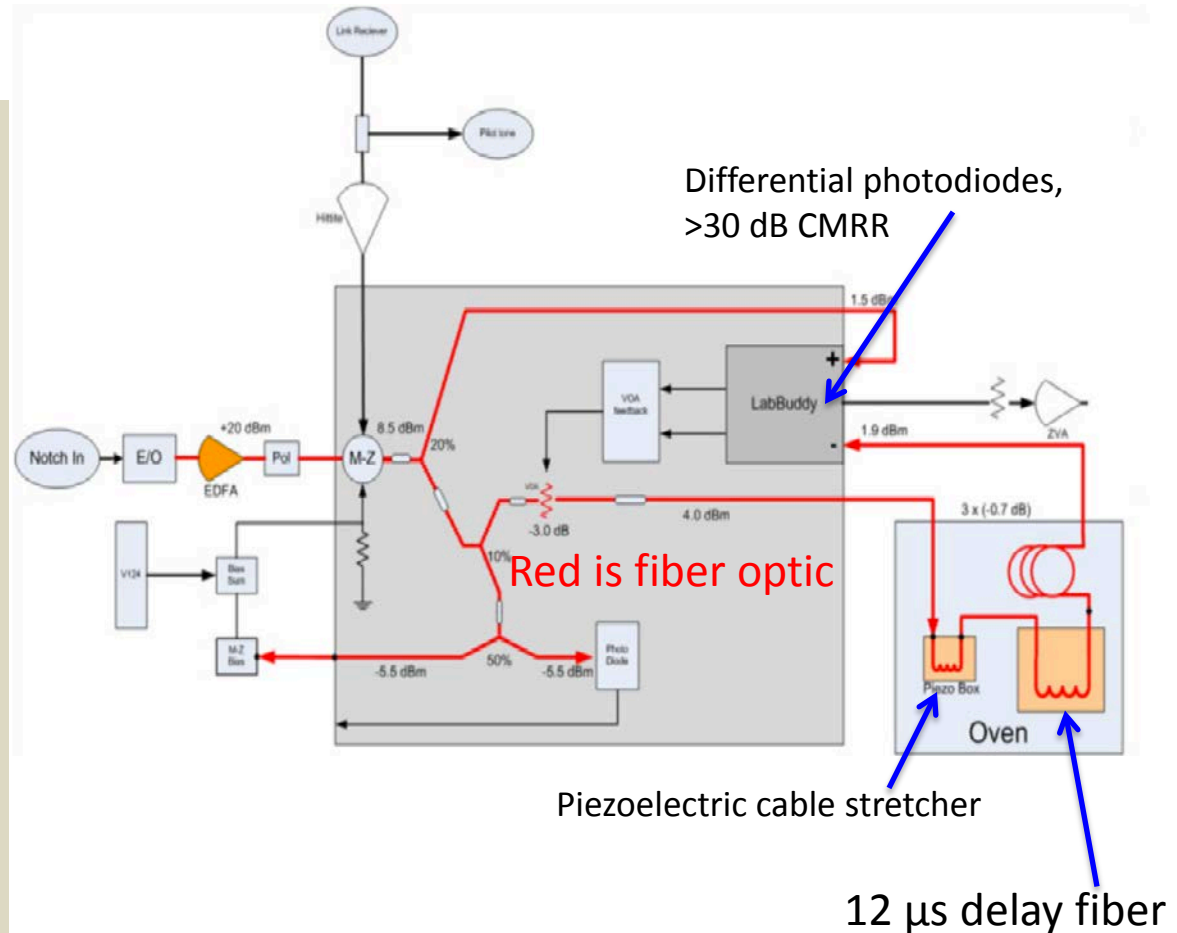 Link Reciever
Pilot tone
Hittite
Differential photodiodes,
>30 dB CMRR
1.5 dBm
+
VOA
feedback
LabBuddy
ZVA
-
1.9 dBm
+20 dBm
8.5 dBm
20%
Notch In
E/O
EDFA
Pol
M-Z
VOA
-3.0 dB
4.0 dBm
3 x (-0.7 dB)
10%
Red is fiber optic
V124
Bias
Sum
M-Z
Bias
-5.5 dBm
50%
-5.5 dBm
Photo
Diode
Piezo Box
Oven
Piezoelectric cable stretcher
12 μs delay fiber